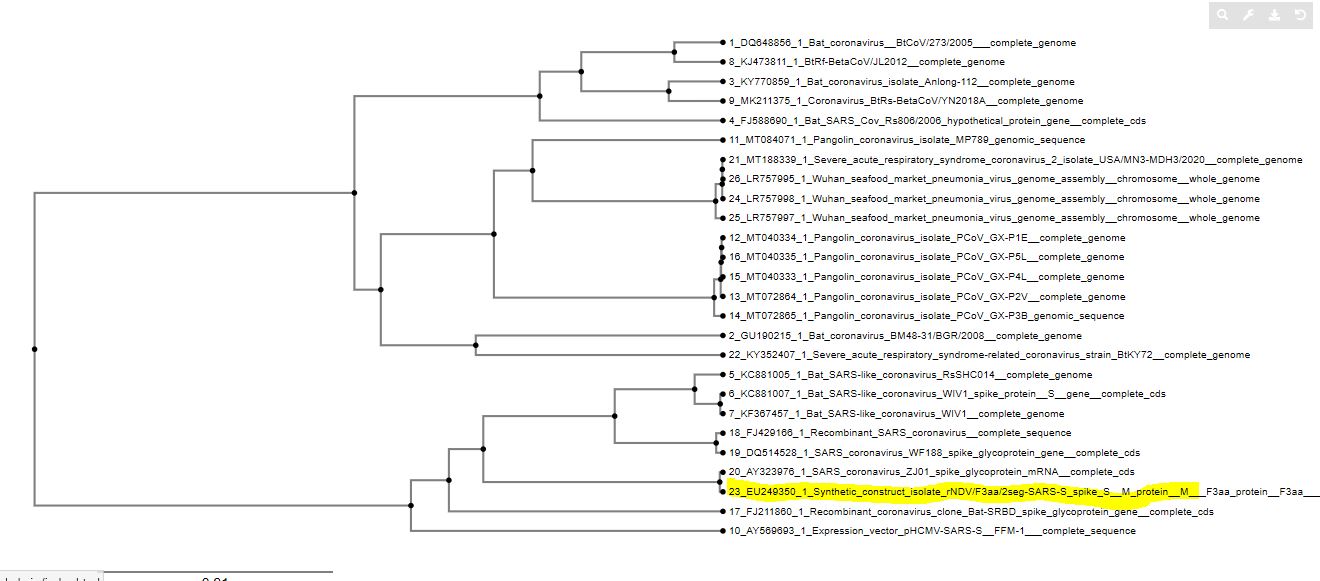 1_DQ648856_1_Bat_coronavirus__BtCoV/273/2005___complete_genome
8_KJ473811_1_BtRf-BetaCoV/JL2012__complete_genome
3_KY770859_1_Bat_coronavirus_isolate_Anlong-112__complete_genome
9_MK211375_1_Coronavirus_BtRs-BetaCoV/YN2018A__complete_genome
4_FJ588690_1_Bat_SARS_Cov_Rs806/2006_hypothetical_protein_gene__complete_cds
11_MT084071_1_Pangolin_coronavirus_isolate_MP789_genomic_sequence
21_MT188339_1_Severe_acute_respiratory_syndrome_coronavirus_2_isolate_USA/MN3-MDH3/2020__complete_genome
26_LR757995_1_Wuhan_seafood_market_pneumonia_virus_genome_assembly__chromosome__whole_genome
24_LR757998_1_Wuhan_seafood_market_pneumonia_virus_genome_assembly__chromosome__whole_genome
25_LR757997_1_Wuhan_seafood_market_pneumonia_virus_genome_assembly__chromosome__whole_genome
12_MT040334_1_Pangolin_coronavirus_isolate_PCoV_GX-P1E__complete_genome
16_MT040335_1_Pangolin_coronavirus_isolate_PCoV_GX-P5L__complete_genome
15_MT040333_1_Pangolin_coronavirus_isolate_PCoV_GX-P4L__complete_genome
13_MT072864_1_Pangolin_coronavirus_isolate_PCoV_GX-P2V__complete_genome
14_MT072865_1_Pangolin_coronavirus_isolate_PCoV_GX-P3B_genomic_sequence
2_GU190215_1_Bat_coronavirus_BM48-31/BGR/2008__complete_genome
22_KY352407_1_Severe_acute_respiratory_syndrome-related_coronavirus_strain_BtKY72__complete_genome
5_KC881005_1_Bat_SARS-like_coronavirus_RsSHC014__complete_genome
6_KC881007_1_Bat_SARS-like_coronavirus_WIV1_spike_protein__S__gene__complete_cds
7_KF367457_1_Bat_SARS-like_coronavirus_WIV1__complete_genome
18_FJ429166_1_Recombinant_SARS_coronavirus__complete_sequence
19_DQ514528_1_SARS_coronavirus_WF188_spike_glycoprotein_gene__complete_cds
20_AY323976_1_SARS_coronavirus_ZJ01_spike_glycoprotein_mRNA__complete_cds
23_EU249350_1_Synthetic_construct_isolate_rNDV/F3aa/2seg-SARS-S_spike_S__M_protein__M___F3aa_protein__F3aa___
17_FJ211860_1_Recombinant_coronavirus_clone_Bat-SRBD_spike_glycoprotein_gene__complete_cds
10_AY569693_1_Expression_vector_pHCMV-SARS-S__FFM-1___complete_sequence